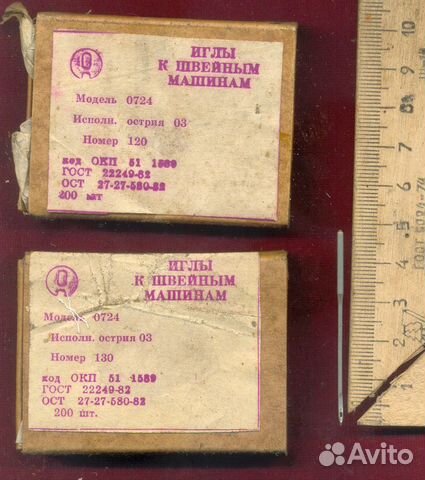 ИГЛЫ
К ШВЕЙНЫМ
МАШИНАМ
Модель 0724
Исполн. острия 03
Номер 120
код ОКП 51 1589
ГОСТ 22249-82
ОСТ 27-27-580-82
200 шт
ИГЛЫ
К ШВЕЙНЫМ
МАШИНАМ
Модель 0724
Исполн. острия 03
Номер 130
код ОКП 51 1589
ГОСТ 22249-82
ОСТ 27-27-580-82
200 шт.
10
9
8
7
6
5
4
3
2
1
ГОСТ
Avito